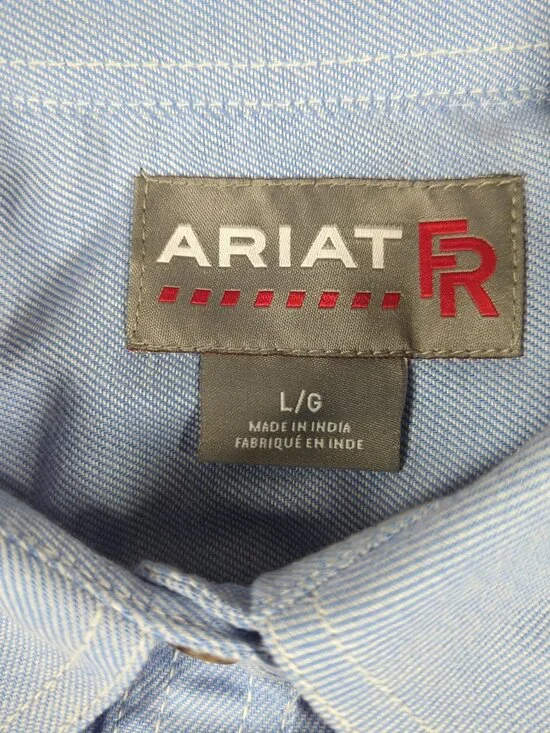 ARIAT FR
L/G
MADE IN INDIA
FABRIQUÉ EN INDE